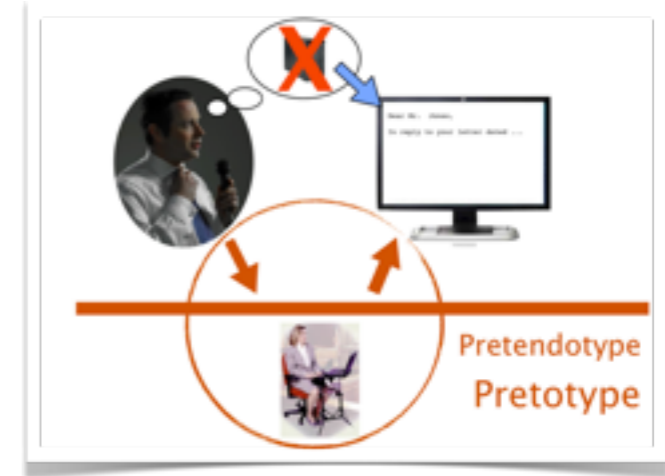 X
Dear Mr. Jones,
In reply to your letter dated ...
Pretendotype
Pretotype